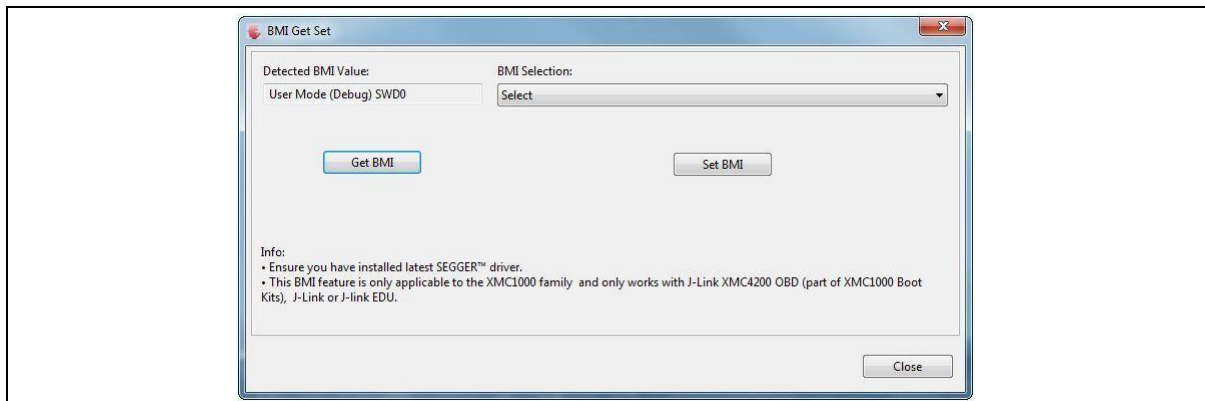 BMI Get Set
Detected BMI Value:
BMI Selection:
User Mode (Debug) SWD0
Select
Get BMI
Set BMI
Info:
• Ensure you have installed latest SEGGER™ driver.
• This BMI feature is only applicable to the XMC1000 family and only works with J-Link XMC4200 OBD (part of XMC1000 Boot
Kits), J-Link or J-link EDU.
Close